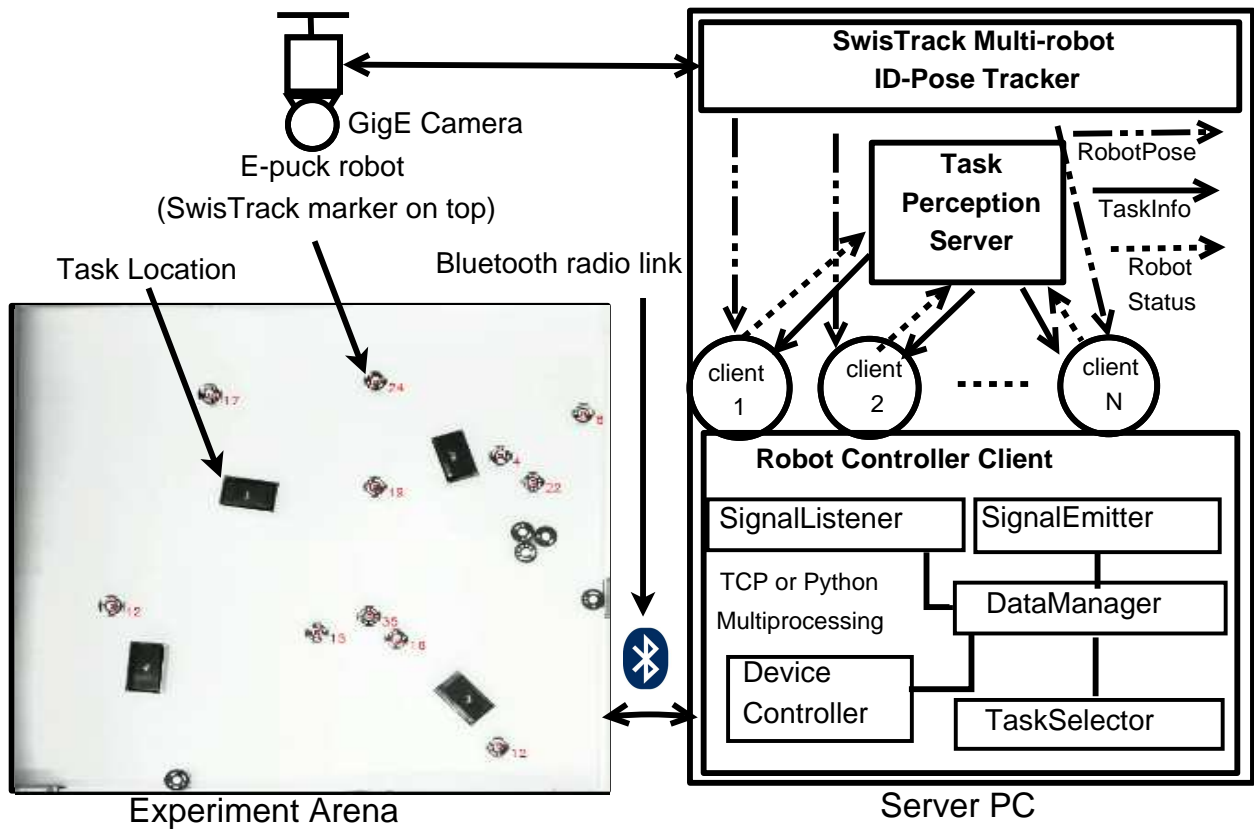 SwisTrack Multi-robot
ID-Pose Tracker
GigE Camera
E-puck robot
(SwisTrack marker on top)
Task Location
Bluetooth radio link
Task
Perception
Server
RobotPose
TaskInfo
Robot
Status
client
1
client
2
client
N
Robot Controller Client
SignalListener
SignalEmitter
TCP or Python
Multiprocessing
DataManager
Device
Controller
TaskSelector
17
24
4
22
19
12
13
35
16
12
Experiment Arena
Server PC